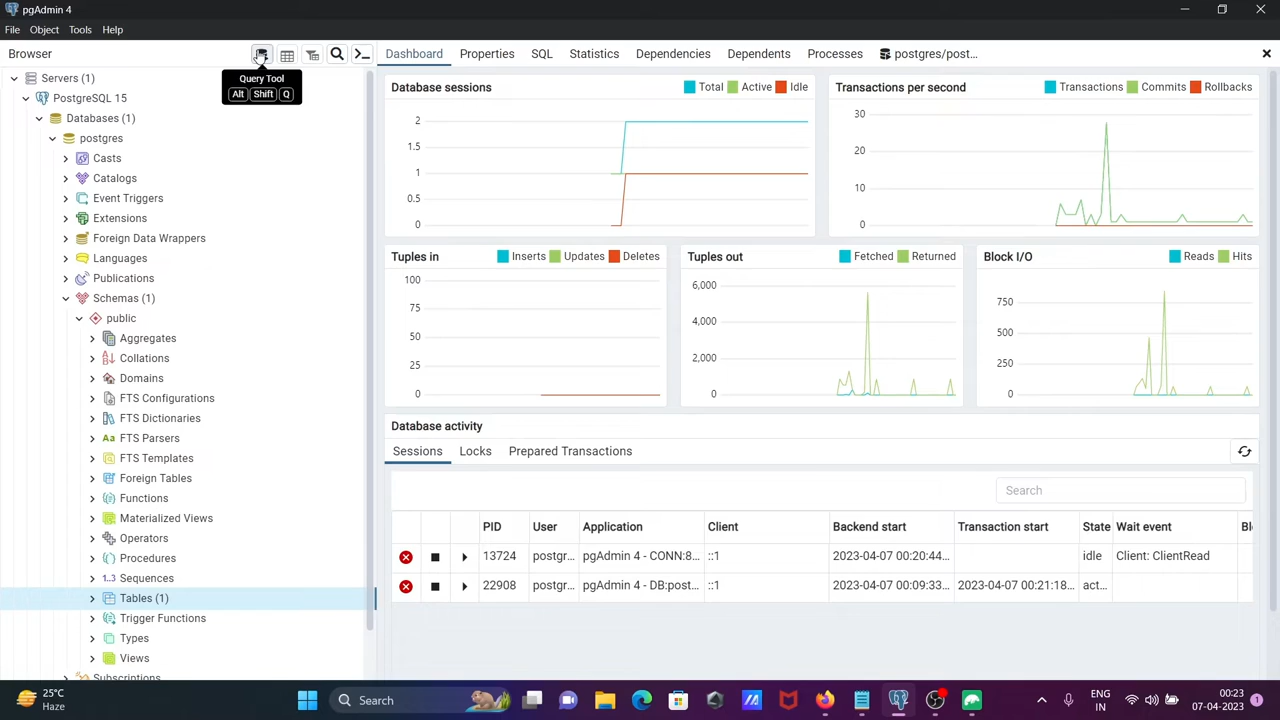 pgAdmin 4
File Object Tools Help
Browser
Dashboard Properties SQL Statistics Dependencies Dependents Processes postgres/post...
Query Tool
Alt Shift Q
Servers (1)
PostgreSQL 15
Databases (1)
postgres
Casts
Catalogs
Event Triggers
Extensions
Foreign Data Wrappers
Languages
Publications
Schemas (1)
public
Aggregates
Collations
Domains
FTS Configurations
FTS Dictionaries
Aa FTS Parsers
FTS Templates
Foreign Tables
Functions
Materialized Views
Operators
Procedures
1..3 Sequences
Tables (1)
Trigger Functions
Types
Views
Subscriptions
Database sessions Total Active Idle
2
1.5
1
0.5
0
Transactions per second Transactions Commits Rollbacks
30
20
10
0
Tuples in Inserts Updates Deletes
100
75
50
25
0
Tuples out Fetched Returned
6,000
4,000
2,000
0
Block I/O Reads Hits
750
500
250
0
Database activity
Sessions Locks Prepared Transactions
Search
PID User Application Client Backend start Transaction start State Wait event Bl
13724 postgr... pgAdmin 4 - CONN:8... ::1 2023-04-07 00:20:44... idle Client: ClientRead
22908 postgr... pgAdmin 4 - DB:post... ::1 2023-04-07 00:09:33... 2023-04-07 00:21:18... act...
25°C
Haze
Search
ENG
IN
00:23
07-04-2023
1